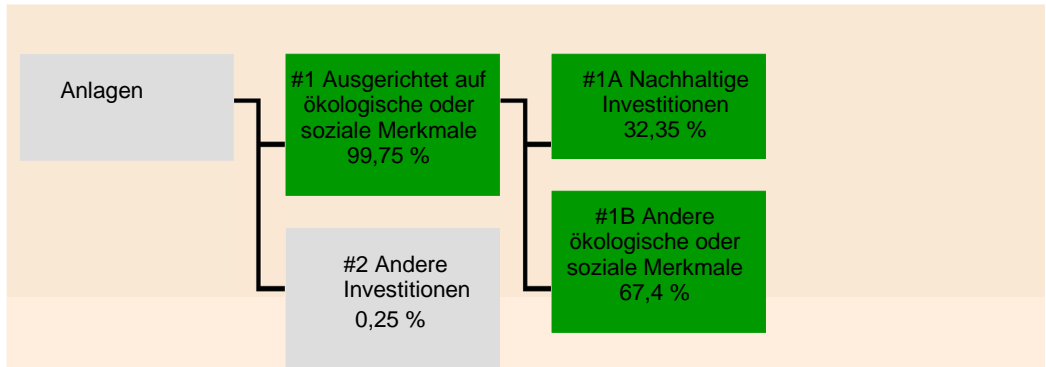 Anlagen
#1 Ausgerichtet auf
ökologische oder
soziale Merkmale
99,75 %
#2 Andere
Investitionen
0,25 %
#1A Nachhaltige
Investitionen
32,35 %
#1B Andere
ökologische oder
soziale Merkmale
67,4 %